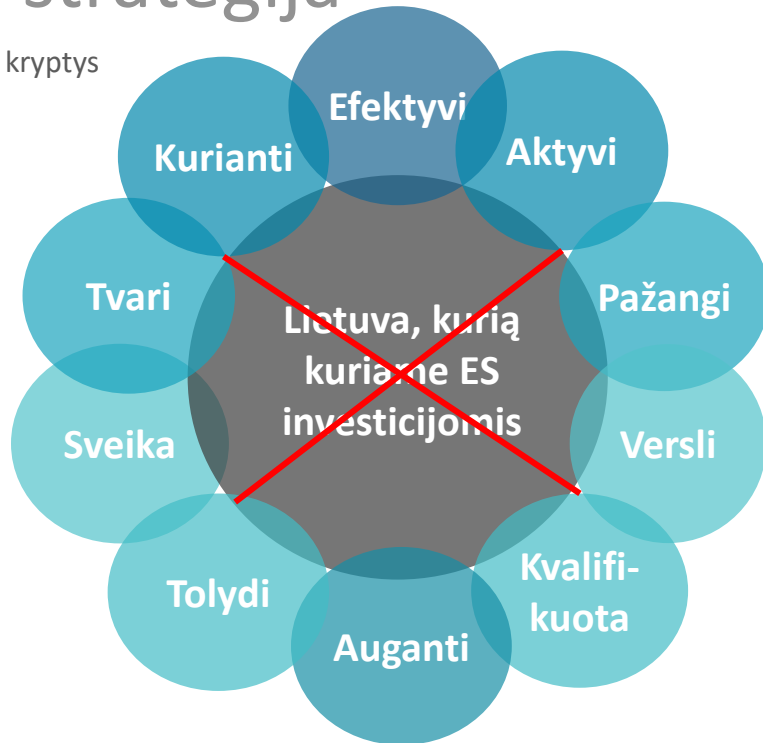 strategija
kryptys
Efektyvi
Kurianti
Aktyvi
Tvari
Pažangi
Lietuva, kurią
kuriame ES
investicijomis
Sveika
Versli
Tolydi
Kvalifi-
kuota
Auganti